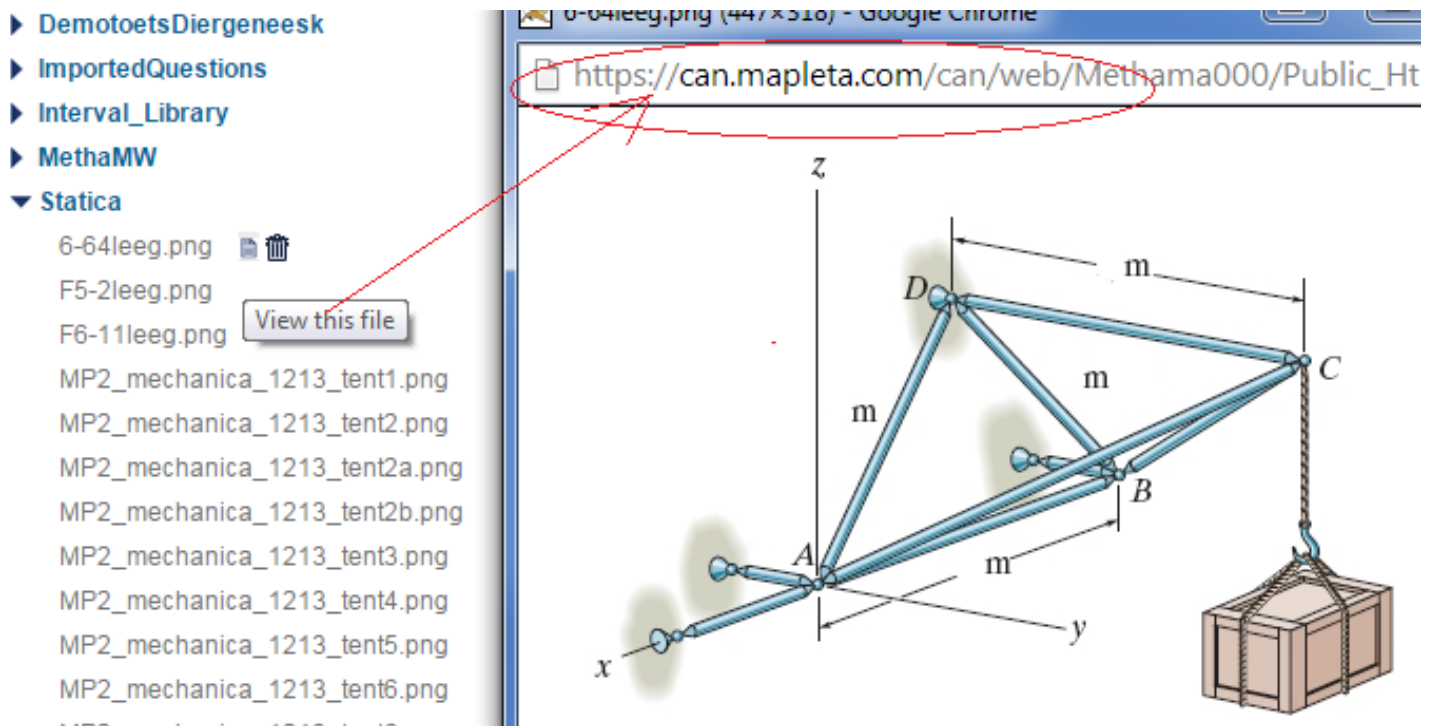 DemotoetsDiergeneesk
ImportedQuestions
Interval_Library
MethaMW
Statica
6-64leeg.png
F5-2leeg.png
F6-11leeg.png
View this file
MP2_mechanica_1213_tent1.png
MP2_mechanica_1213_tent2.png
MP2_mechanica_1213_tent2a.png
MP2_mechanica_1213_tent2b.png
MP2_mechanica_1213_tent3.png
MP2_mechanica_1213_tent4.png
MP2_mechanica_1213_tent5.png
MP2_mechanica_1213_tent6.png
6-64leeg.png (447×318) - Google Chrome
https://can.mapleta.com/can/web/Methama000/Public_Ht
z
m
D
C
m
m
B
A
m
y
x